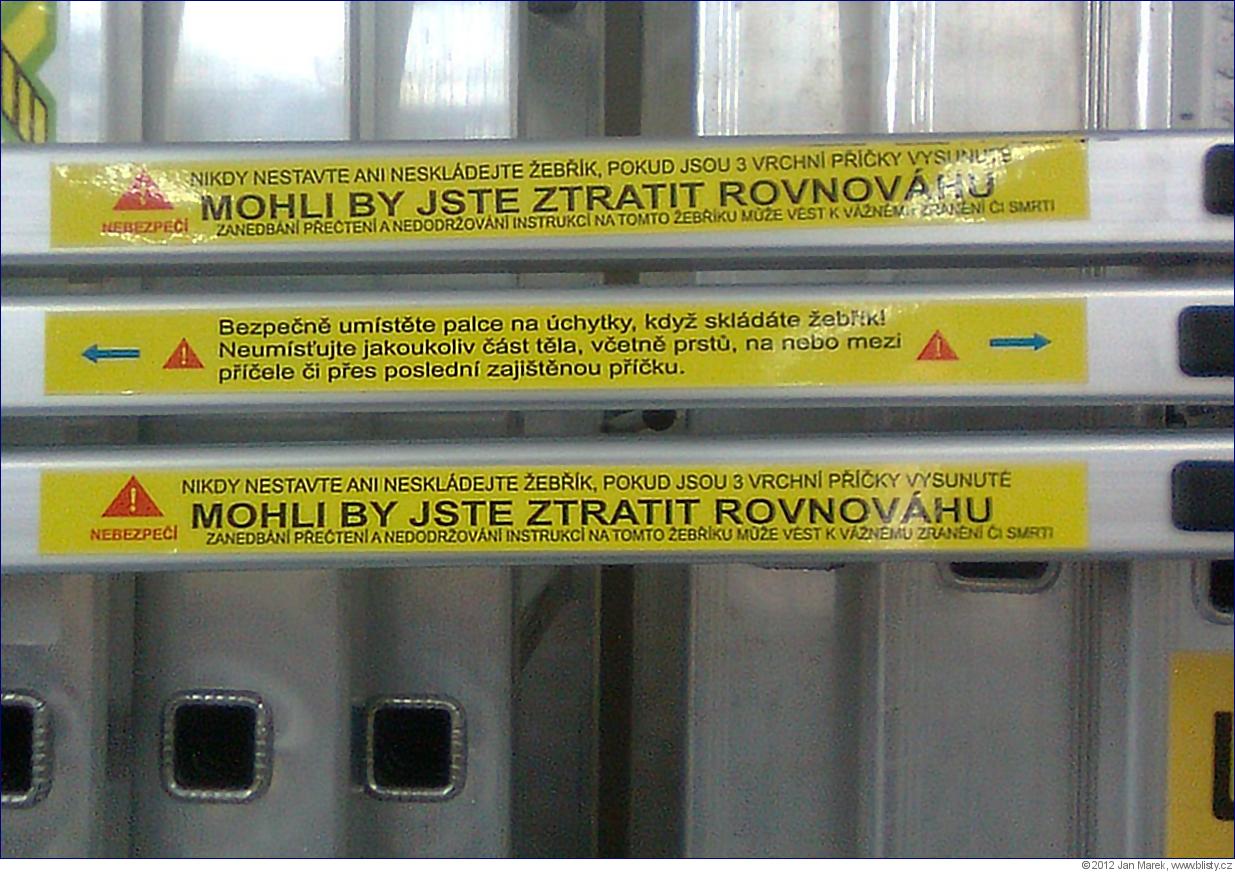 NIKDY NESTAVTE ANI NESKLÁDEJTE ŽEBŘÍK, POKUD JSOU 3 VRCHNÍ PŘÍČKY VYSUNUTÉ
MOHLI BY JSTE ZTRATIT ROVNOVÁHU
NEBEZPEČÍ
ZANEDBÁNÍ PŘEČTENÍ A NEDODRŽOVÁNÍ INSTRUKCÍ NA TOMTO ŽEBŘÍKU MŮŽE VÉST K VÁŽNÉMU ZRANĚNÍ ČI SMRTI
Bezpečně umístěte palce na úchytky, když skládáte žebřík!
Neumísťujte jakoukoliv část těla, včetně prstů, na nebo mezi
příčele či přes poslední zajištěnou příčku.
NIKDY NESTAVTE ANI NESKLÁDEJTE ŽEBŘÍK, POKUD JSOU 3 VRCHNÍ PŘÍČKY VYSUNUTÉ
MOHLI BY JSTE ZTRATIT ROVNOVÁHU
NEBEZPEČÍ
ZANEDBÁNÍ PŘEČTENÍ A NEDODRŽOVÁNÍ INSTRUKCÍ NA TOMTO ŽEBŘÍKU MŮŽE VÉST K VÁŽNÉMU ZRANĚNÍ ČI SMRTI
©2012 Jan Marek, www.blisty.cz